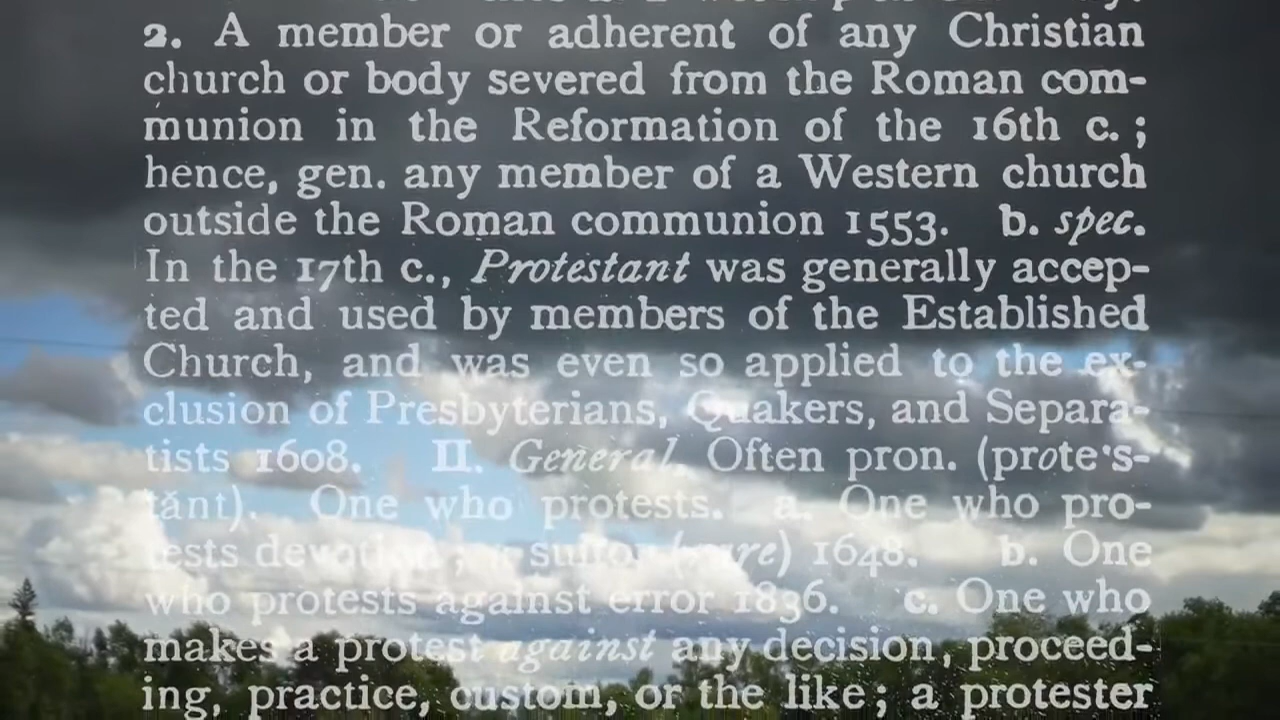 2. A member or adherent of any Christian
church or body severed from the Roman com-
munion in the Reformation of the 16th c. ;
hence, gen. any member of a Western church
outside the Roman communion 1553. b. spec.
In the 17th c., Protestant was generally accep-
ted and used by members of the Established
Church, and was even so applied to the ex-
clusion of Presbyterians, Quakers, and Separa-
tists 1608. II. General. Often pron. (prote·s-
tănt). One who protests. a. One who pro-
tests devotion ; a suitor (rare) 1648. b. One
who protests against error 1836. c. One who
makes a protest against any decision, proceed-
ing, practice, custom, or the like ; a protester